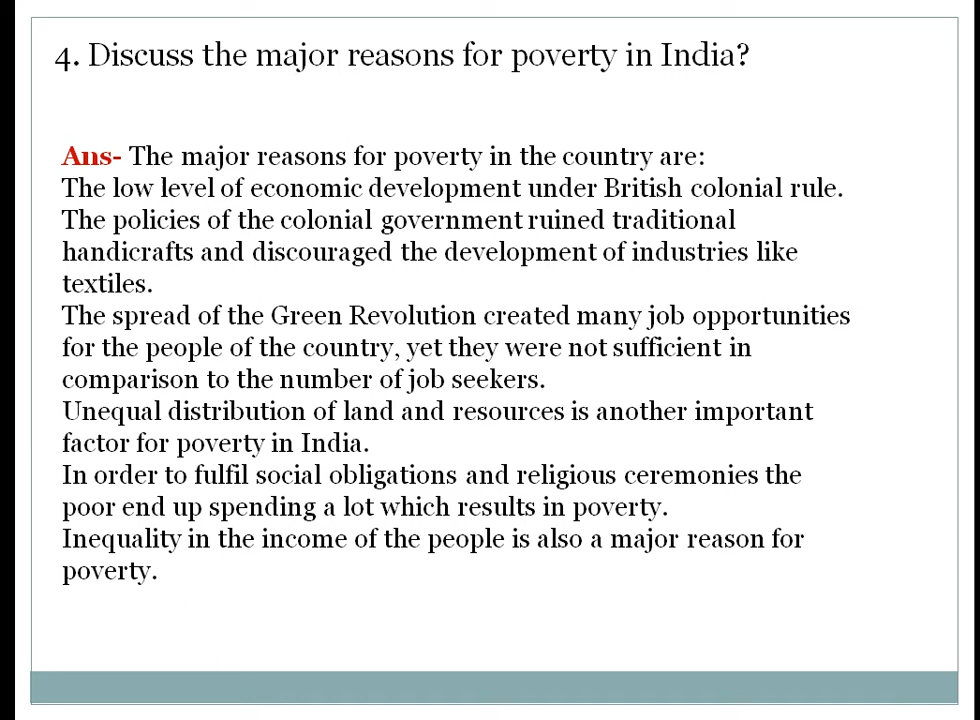 4. Discuss the major reasons for poverty in India?
Ans- The major reasons for poverty in the country are:
The low level of economic development under British colonial rule.
The policies of the colonial government ruined traditional
handicrafts and discouraged the development of industries like
textiles.
The spread of the Green Revolution created many job opportunities
for the people of the country, yet they were not sufficient in
comparison to the number of job seekers.
Unequal distribution of land and resources is another important
factor for poverty in India.
In order to fulfil social obligations and religious ceremonies the
poor end up spending a lot which results in poverty.
Inequality in the income of the people is also a major reason for
poverty.